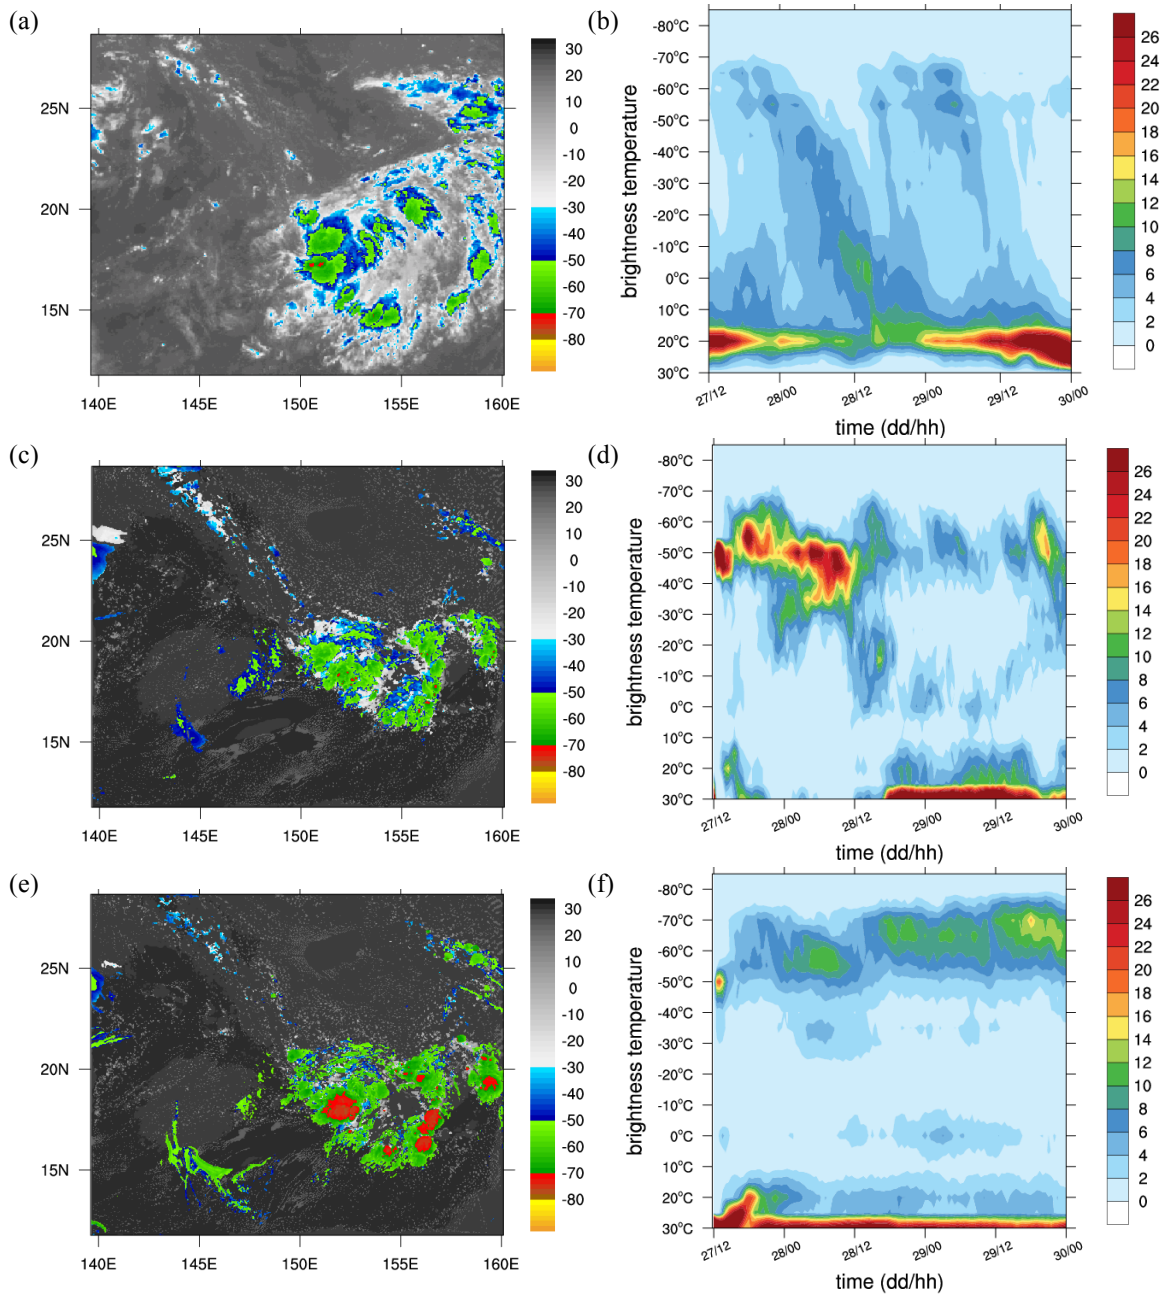 (a)
25N
20N
15N
140E 145E 150E 155E 160E
30
20
10
0
-10
-20
-30
-40
-50
-60
-70
-80
(b)
brightness temperature
-80°C
-70°C
-60°C
-50°C
-40°C
-30°C
-20°C
-10°C
0°C
10°C
20°C
30°C
27/12 28/00 28/12 29/00 29/12 30/00
time (dd/hh)
26
24
22
20
18
16
14
12
10
8
6
4
2
0
(c)
25N
20N
15N
140E 145E 150E 155E 160E
30
20
10
0
-10
-20
-30
-40
-50
-60
-70
-80
(d)
brightness temperature
-80°C
-70°C
-60°C
-50°C
-40°C
-30°C
-20°C
-10°C
0°C
10°C
20°C
30°C
27/12 28/00 28/12 29/00 29/12 30/00
time (dd/hh)
26
24
22
20
18
16
14
12
10
8
6
4
2
0
(e)
25N
20N
15N
140E 145E 150E 155E 160E
30
20
10
0
-10
-20
-30
-40
-50
-60
-70
-80
(f)
brightness temperature
-80°C
-70°C
-60°C
-50°C
-40°C
-30°C
-20°C
-10°C
0°C
10°C
20°C
30°C
27/12 28/00 28/12 29/00 29/12 30/00
time (dd/hh)
26
24
22
20
18
16
14
12
10
8
6
4
2
0